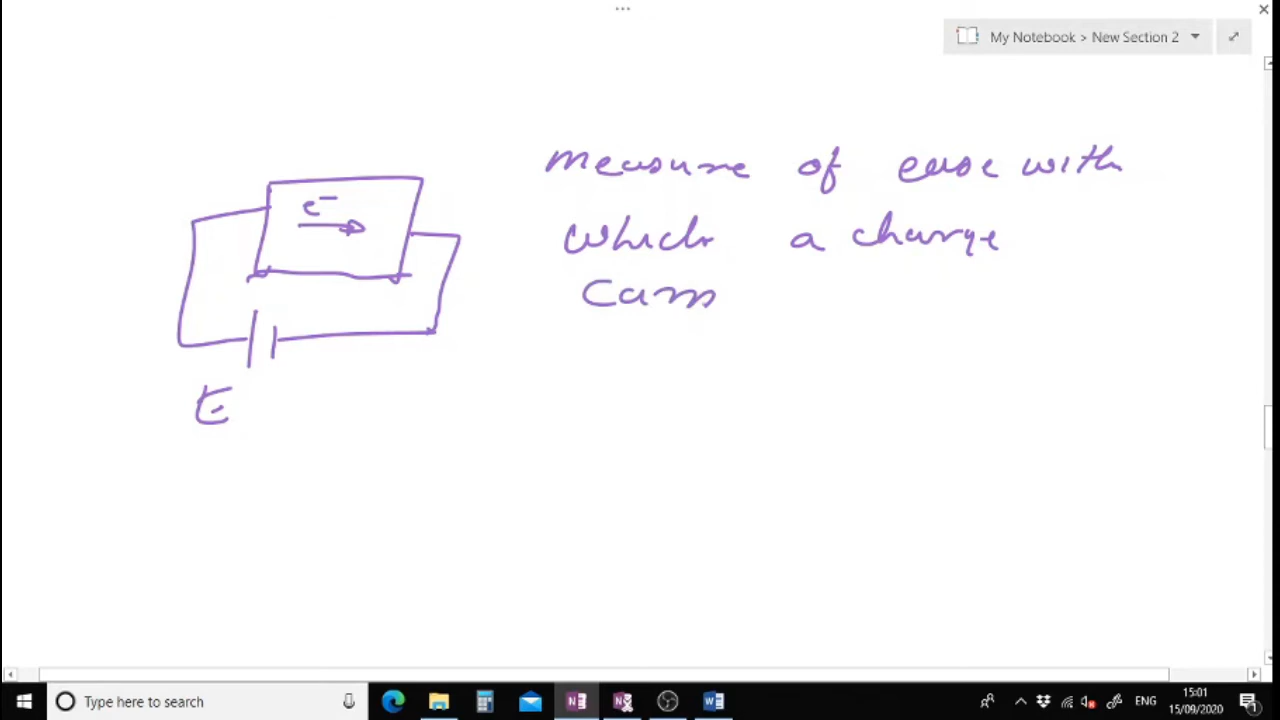 My Notebook > New Section 2
measure of ease with
which a charge
e⁻
Can
E
Type here to search
ENG
15:01
15/09/2020
1